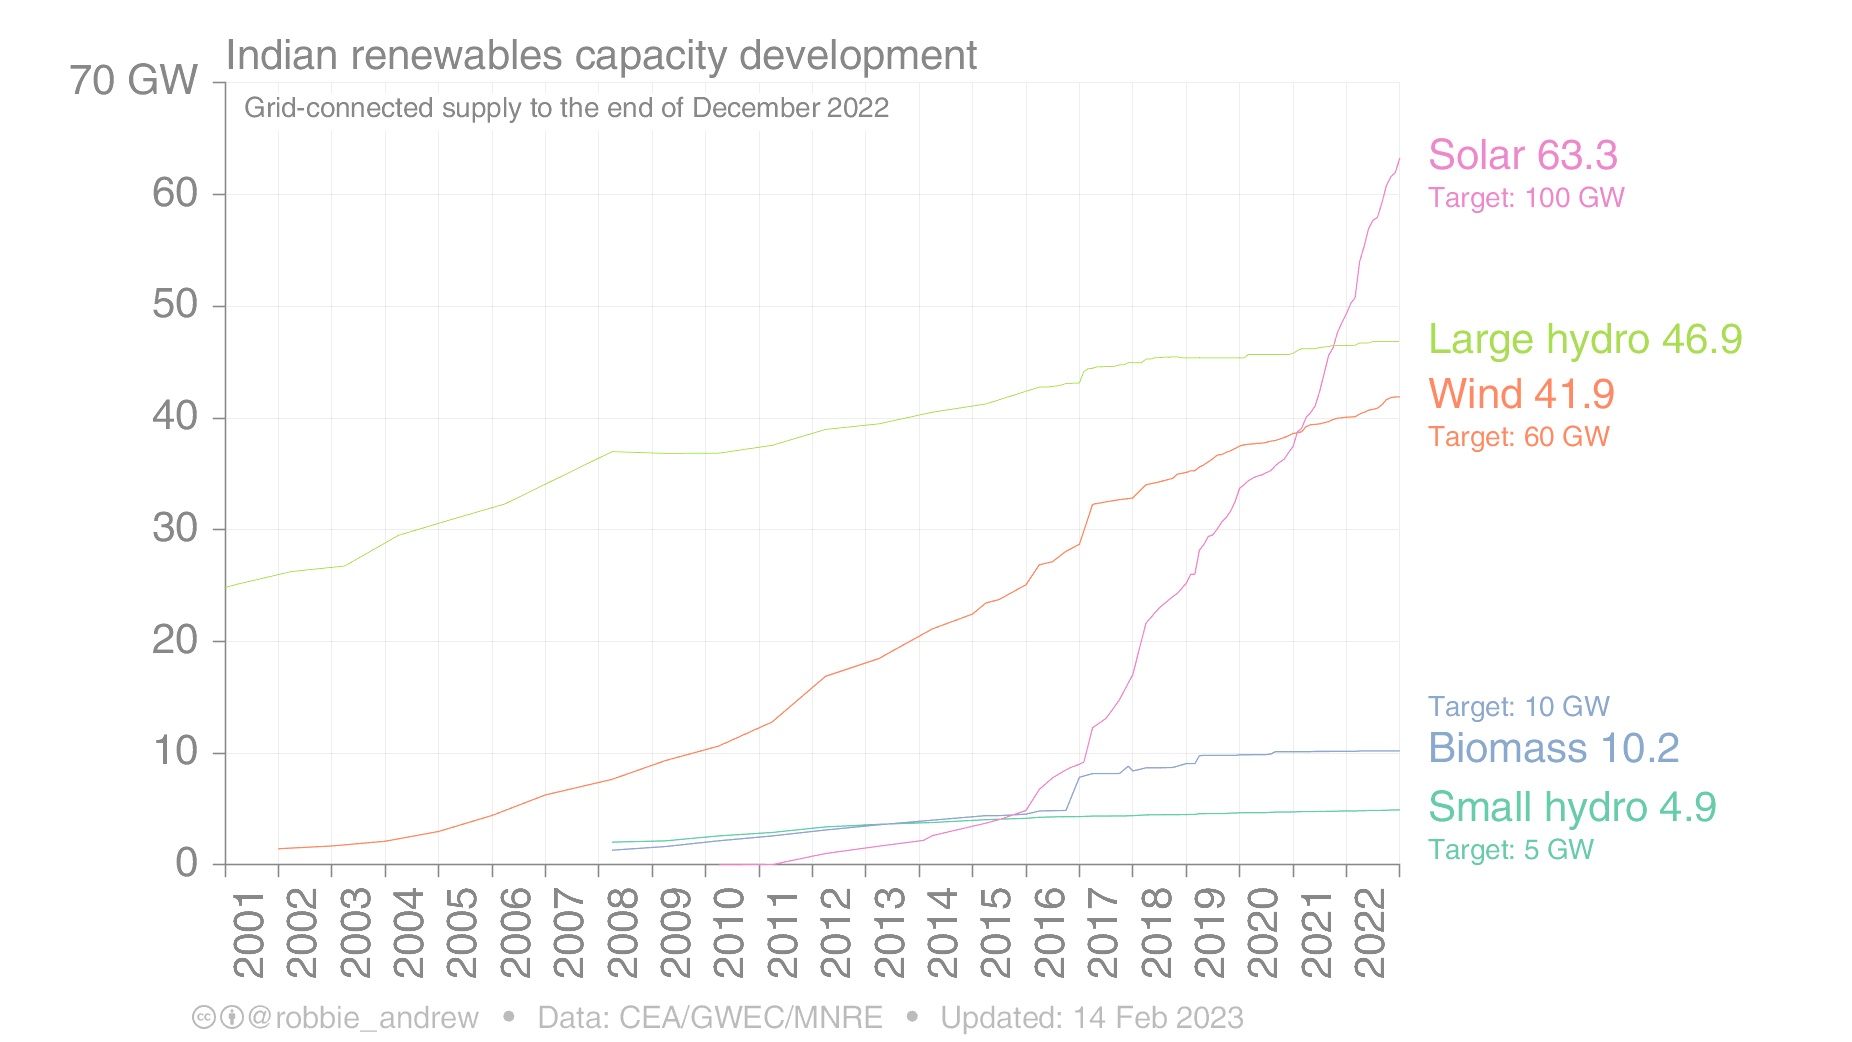 Indian renewables capacity development
70 GW
Grid-connected supply to the end of December 2022
60
50
40
30
20
10
0
Solar 63.3
Target: 100 GW
Large hydro 46.9
Wind 41.9
Target: 60 GW
Target: 10 GW
Biomass 10.2
Small hydro 4.9
Target: 5 GW
2001 2002 2003 2004 2005 2006 2007 2008 2009 2010 2011 2012 2013 2014 2015 2016 2017 2018 2019 2020 2021 2022
cc @robbie_andrew • Data: CEA/GWEC/MNRE • Updated: 14 Feb 2023